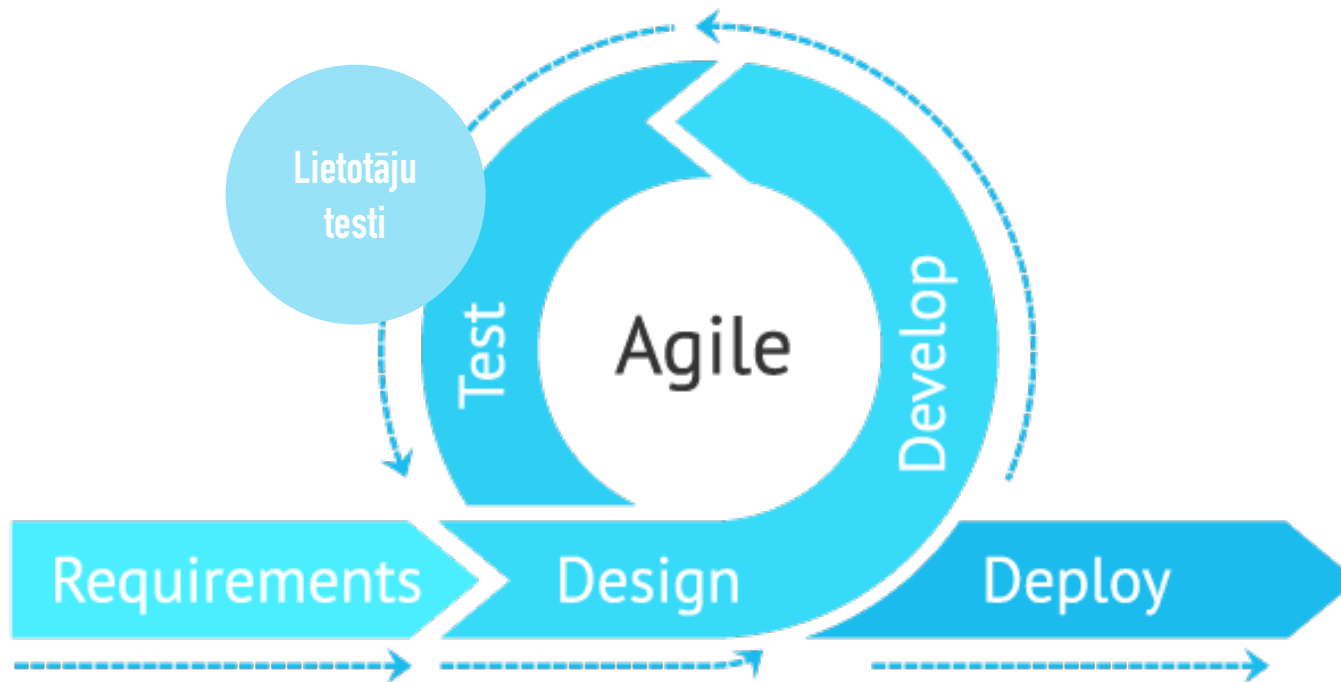 Lietotāju
testi
Test
Agile
Develop
Requirements
Design
Deploy